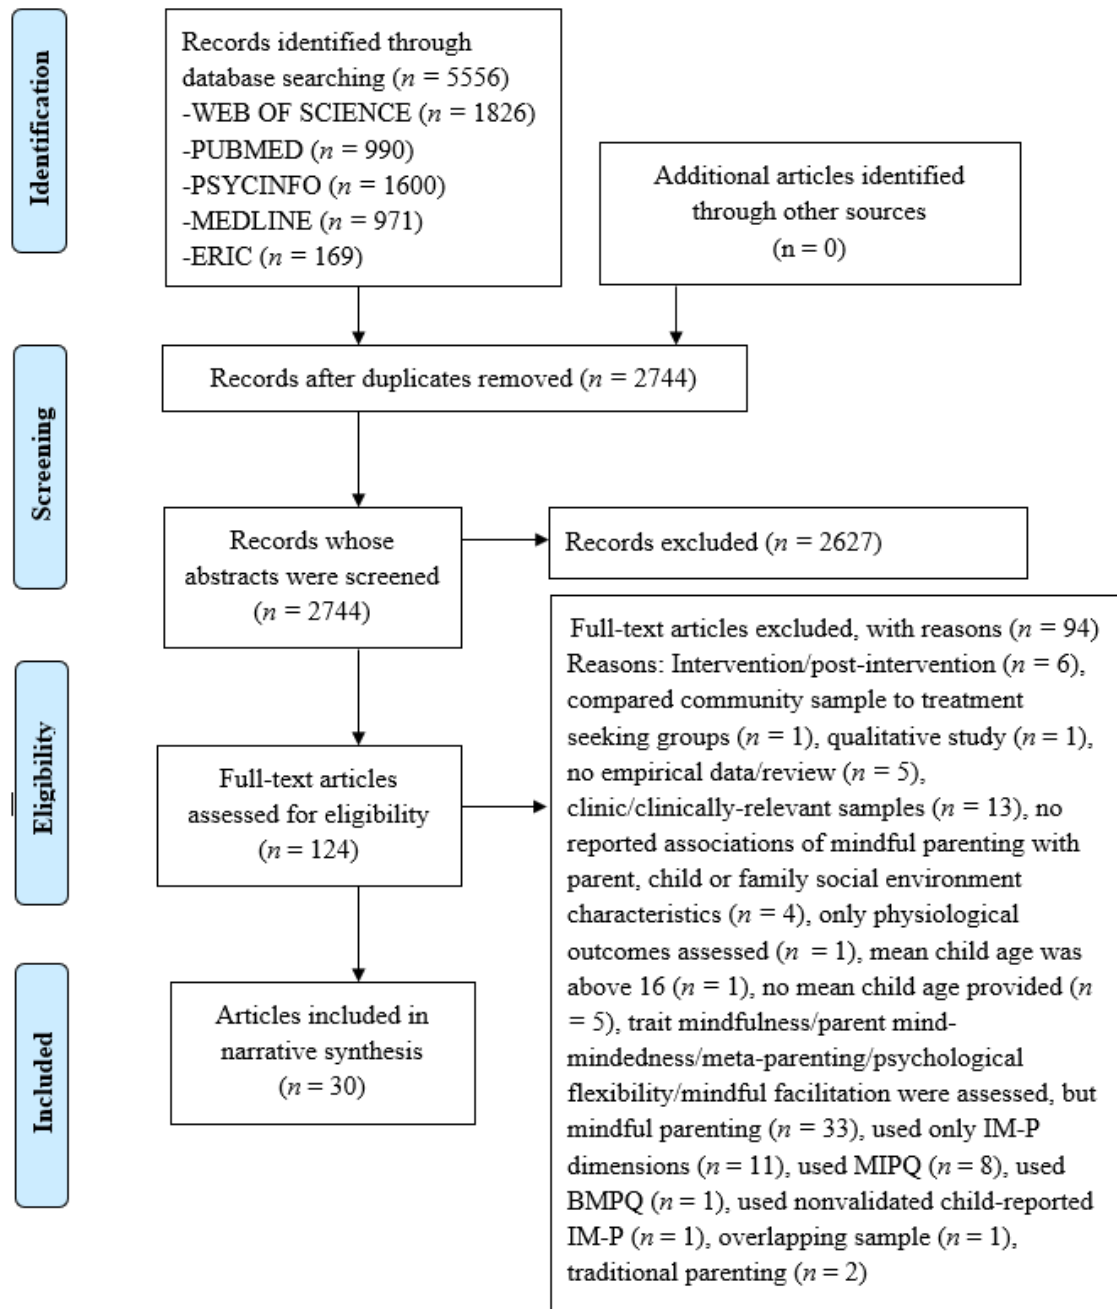 Identification
Records identified through
database searching (n = 5556)
-WEB OF SCIENCE (n = 1826)
-PUBMED (n = 990)
-PSYCINFO (n = 1600)
-MEDLINE (n = 971)
-ERIC (n = 169)
Additional articles identified
through other sources
(n = 0)
Screening
Records after duplicates removed (n = 2744)
Records whose
abstracts were screened
(n = 2744)
Records excluded (n = 2627)
Eligibility
Full-text articles
assessed for eligibility
(n = 124)
Full-text articles excluded, with reasons (n = 94)
Reasons: Intervention/post-intervention (n = 6),
compared community sample to treatment
seeking groups (n = 1), qualitative study (n = 1),
no empirical data/review (n = 5),
clinic/clinically-relevant samples (n = 13), no
reported associations of mindful parenting with
parent, child or family social environment
characteristics (n = 4), only physiological
outcomes assessed (n = 1), mean child age was
above 16 (n = 1), no mean child age provided (n
= 5), trait mindfulness/parent mind-
mindedness/meta-parenting/psychological
flexibility/mindful facilitation were assessed, but
mindful parenting (n = 33), used only IM-P
dimensions (n = 11), used MIPQ (n = 8), used
BMPQ (n = 1), used nonvalidated child-reported
IM-P (n = 1), overlapping sample (n = 1),
traditional parenting (n = 2)
Included
Articles included in
narrative synthesis
(n = 30)